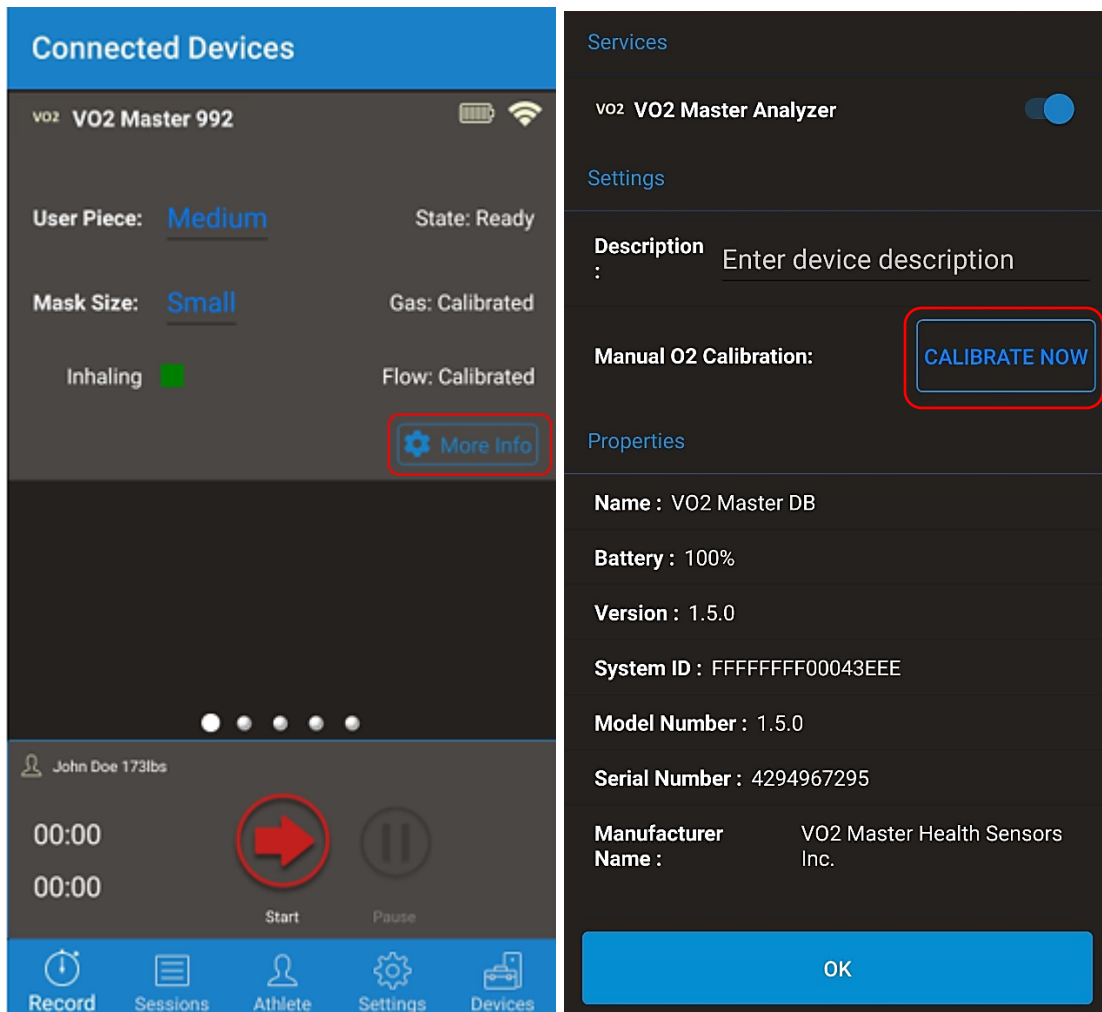 Connected Devices
VO2 VO2 Master 992
User Piece: Medium State: Ready
Mask Size: Small Gas: Calibrated
Inhaling Flow: Calibrated
More Info
John Doe 173lbs
00:00
00:00
Start Pause
Record Sessions Athlete Settings Devices
Services
VO2 VO2 Master Analyzer
Settings
Description
: Enter device description
Manual O2 Calibration: CALIBRATE NOW
Properties
Name : VO2 Master DB
Battery : 100%
Version : 1.5.0
System ID : FFFFFFFF00043EEE
Model Number : 1.5.0
Serial Number : 4294967295
Manufacturer VO2 Master Health Sensors
Name : Inc.
OK